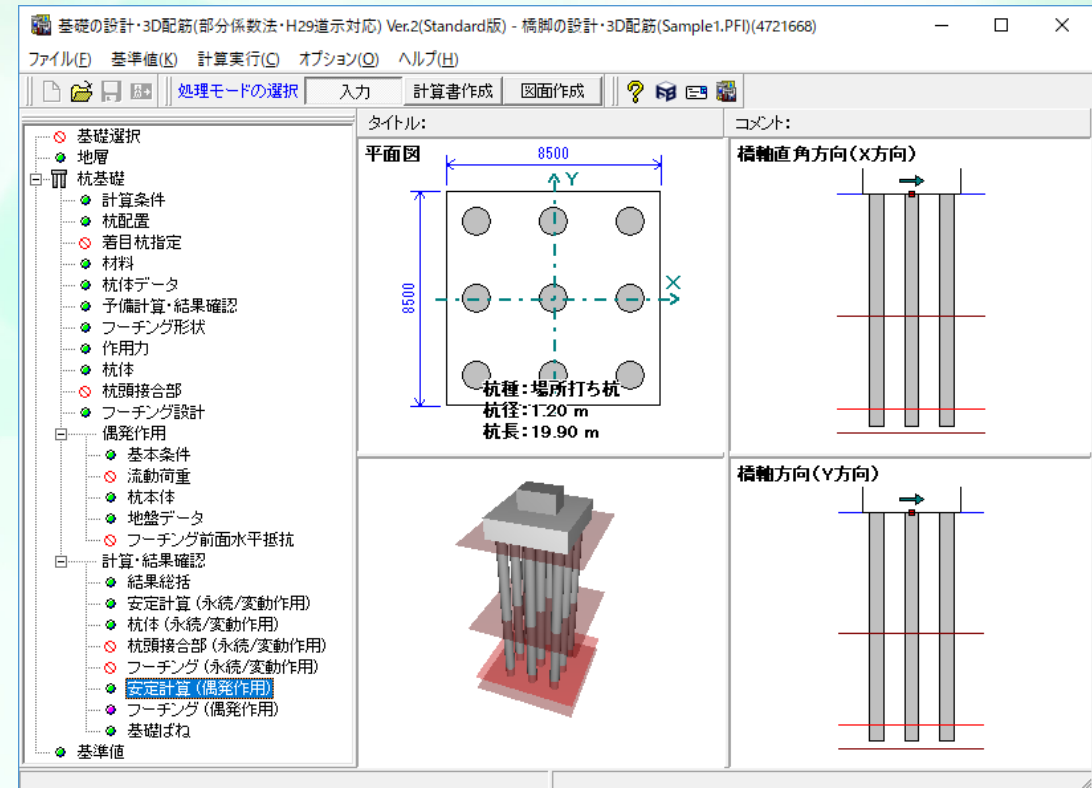 基礎の設計・3D配筋(部分係数法・H29道示対応) Ver.2(Standard版) - 橋脚の設計・3D配筋(Sample1.PFI)(4721668)
ファイル(F) 基準値(K) 計算実行(C) オプション(O) ヘルプ(H)
処理モードの選択 入力 計算書作成 図面作成
基礎選択
地層
杭基礎
計算条件
杭配置
着目杭指定
材料
杭体データ
予備計算・結果確認
フーチング形状
作用力
杭体
杭頭接合部
フーチング設計
偶発作用
基本条件
流動荷重
杭本体
地盤データ
フーチング前面水平抵抗
計算・結果確認
結果総括
安定計算 (永続/変動作用)
杭体 (永続/変動作用)
杭頭接合部 (永続/変動作用)
フーチング (永続/変動作用)
安定計算 (偶発作用)
フーチング (偶発作用)
基礎ばね
基準値
タイトル:
平面図
8500
Y
8500
X
杭種:場所打ち杭
杭径:1.20 m
杭長:19.90 m
コメント:
橋軸直角方向(X方向)
橋軸方向(Y方向)